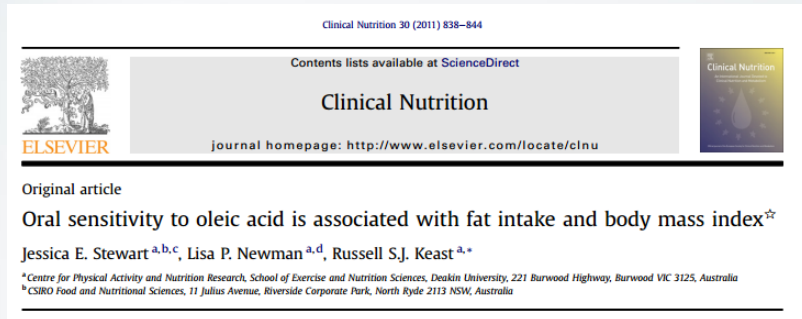 Clinical Nutrition 30 (2011) 838–844
Contents lists available at ScienceDirect
Clinical Nutrition
journal homepage: http://www.elsevier.com/locate/clnu
ELSEVIER
Clinical Nutrition
Original article
Oral sensitivity to oleic acid is associated with fat intake and body mass index☆
Jessica E. Stewart a,b,c, Lisa P. Newman a,d, Russell S.J. Keast a,*
a Centre for Physical Activity and Nutrition Research, School of Exercise and Nutrition Sciences, Deakin University, 221 Burwood Highway, Burwood VIC 3125, Australia
b CSIRO Food and Nutritional Sciences, 11 Julius Avenue, Riverside Corporate Park, North Ryde 2113 NSW, Australia